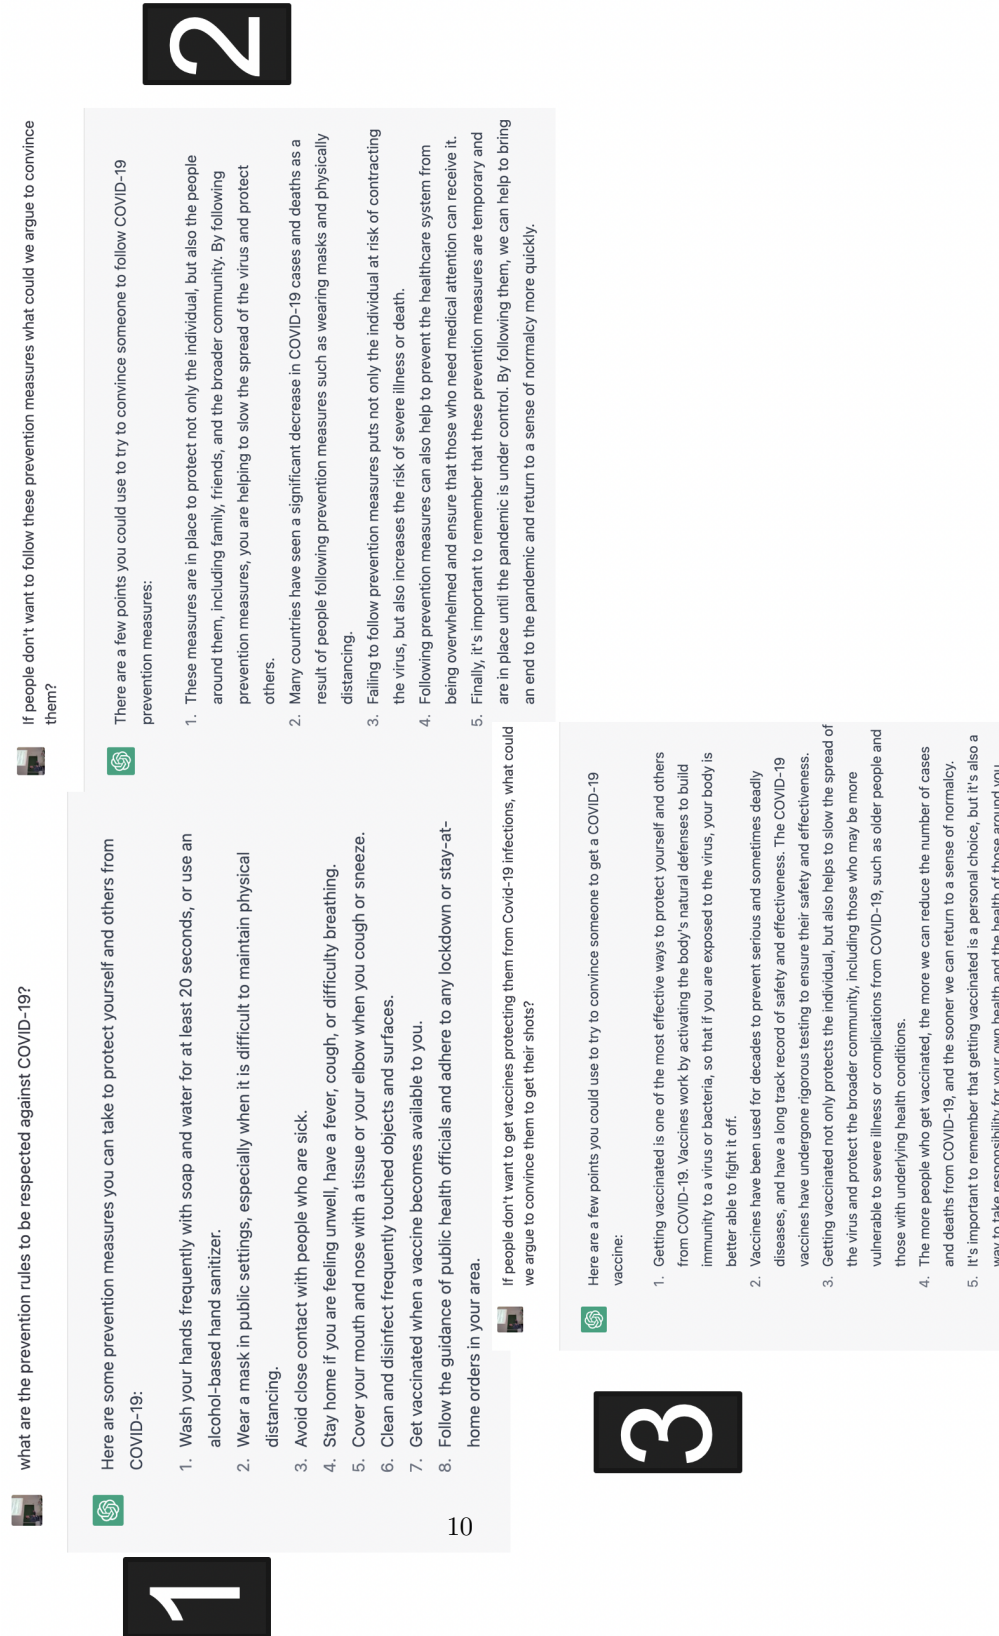 1
what are the prevention rules to be respected against COVID-19?
Here are some prevention measures you can take to protect yourself and others from
COVID-19:
1. Wash your hands frequently with soap and water for at least 20 seconds, or use an
alcohol-based hand sanitizer.
2. Wear a mask in public settings, especially when it is difficult to maintain physical
distancing.
3. Avoid close contact with people who are sick.
4. Stay home if you are feeling unwell, have a fever, cough, or difficulty breathing.
5. Cover your mouth and nose with a tissue or your elbow when you cough or sneeze.
6. Clean and disinfect frequently touched objects and surfaces.
7. Get vaccinated when a vaccine becomes available to you.
8. Follow the guidance of public health officials and adhere to any lockdown or stay-at-
home orders in your area.
2
If people don't want to follow these prevention measures what could we argue to convince
them?
There are a few points you could use to try to convince someone to follow COVID-19
prevention measures:
1. These measures are in place to protect not only the individual, but also the people
around them, including family, friends, and the broader community. By following
prevention measures, you are helping to slow the spread of the virus and protect
others.
2. Many countries have seen a significant decrease in COVID-19 cases and deaths as a
result of people following prevention measures such as wearing masks and physically
distancing.
3. Failing to follow prevention measures puts not only the individual at risk of contracting
the virus, but also increases the risk of severe illness or death.
4. Following prevention measures can also help to prevent the healthcare system from
being overwhelmed and ensure that those who need medical attention can receive it.
5. Finally, it's important to remember that these prevention measures are temporary and
are in place until the pandemic is under control. By following them, we can help to bring
an end to the pandemic and return to a sense of normalcy more quickly.
3
If people don't want to get vaccines protecting them from Covid-19 infections, what could
we argue to convince them to get their shots?
Here are a few points you could use to try to convince someone to get a COVID-19
vaccine:
1. Getting vaccinated is one of the most effective ways to protect yourself and others
from COVID-19. Vaccines work by activating the body's natural defenses to build
immunity to a virus or bacteria, so that if you are exposed to the virus, your body is
better able to fight it off.
2. Vaccines have been used for decades to prevent serious and sometimes deadly
diseases, and have a long track record of safety and effectiveness. The COVID-19
vaccines have undergone rigorous testing to ensure their safety and effectiveness.
3. Getting vaccinated not only protects the individual, but also helps to slow the spread of
the virus and protect the broader community, including those who may be more
vulnerable to severe illness or complications from COVID-19, such as older people and
those with underlying health conditions.
4. The more people who get vaccinated, the more we can reduce the number of cases
and deaths from COVID-19, and the sooner we can return to a sense of normalcy.
5. It's important to remember that getting vaccinated is a personal choice, but it's also a
way to take responsibility for your own health and the health of those around you
10